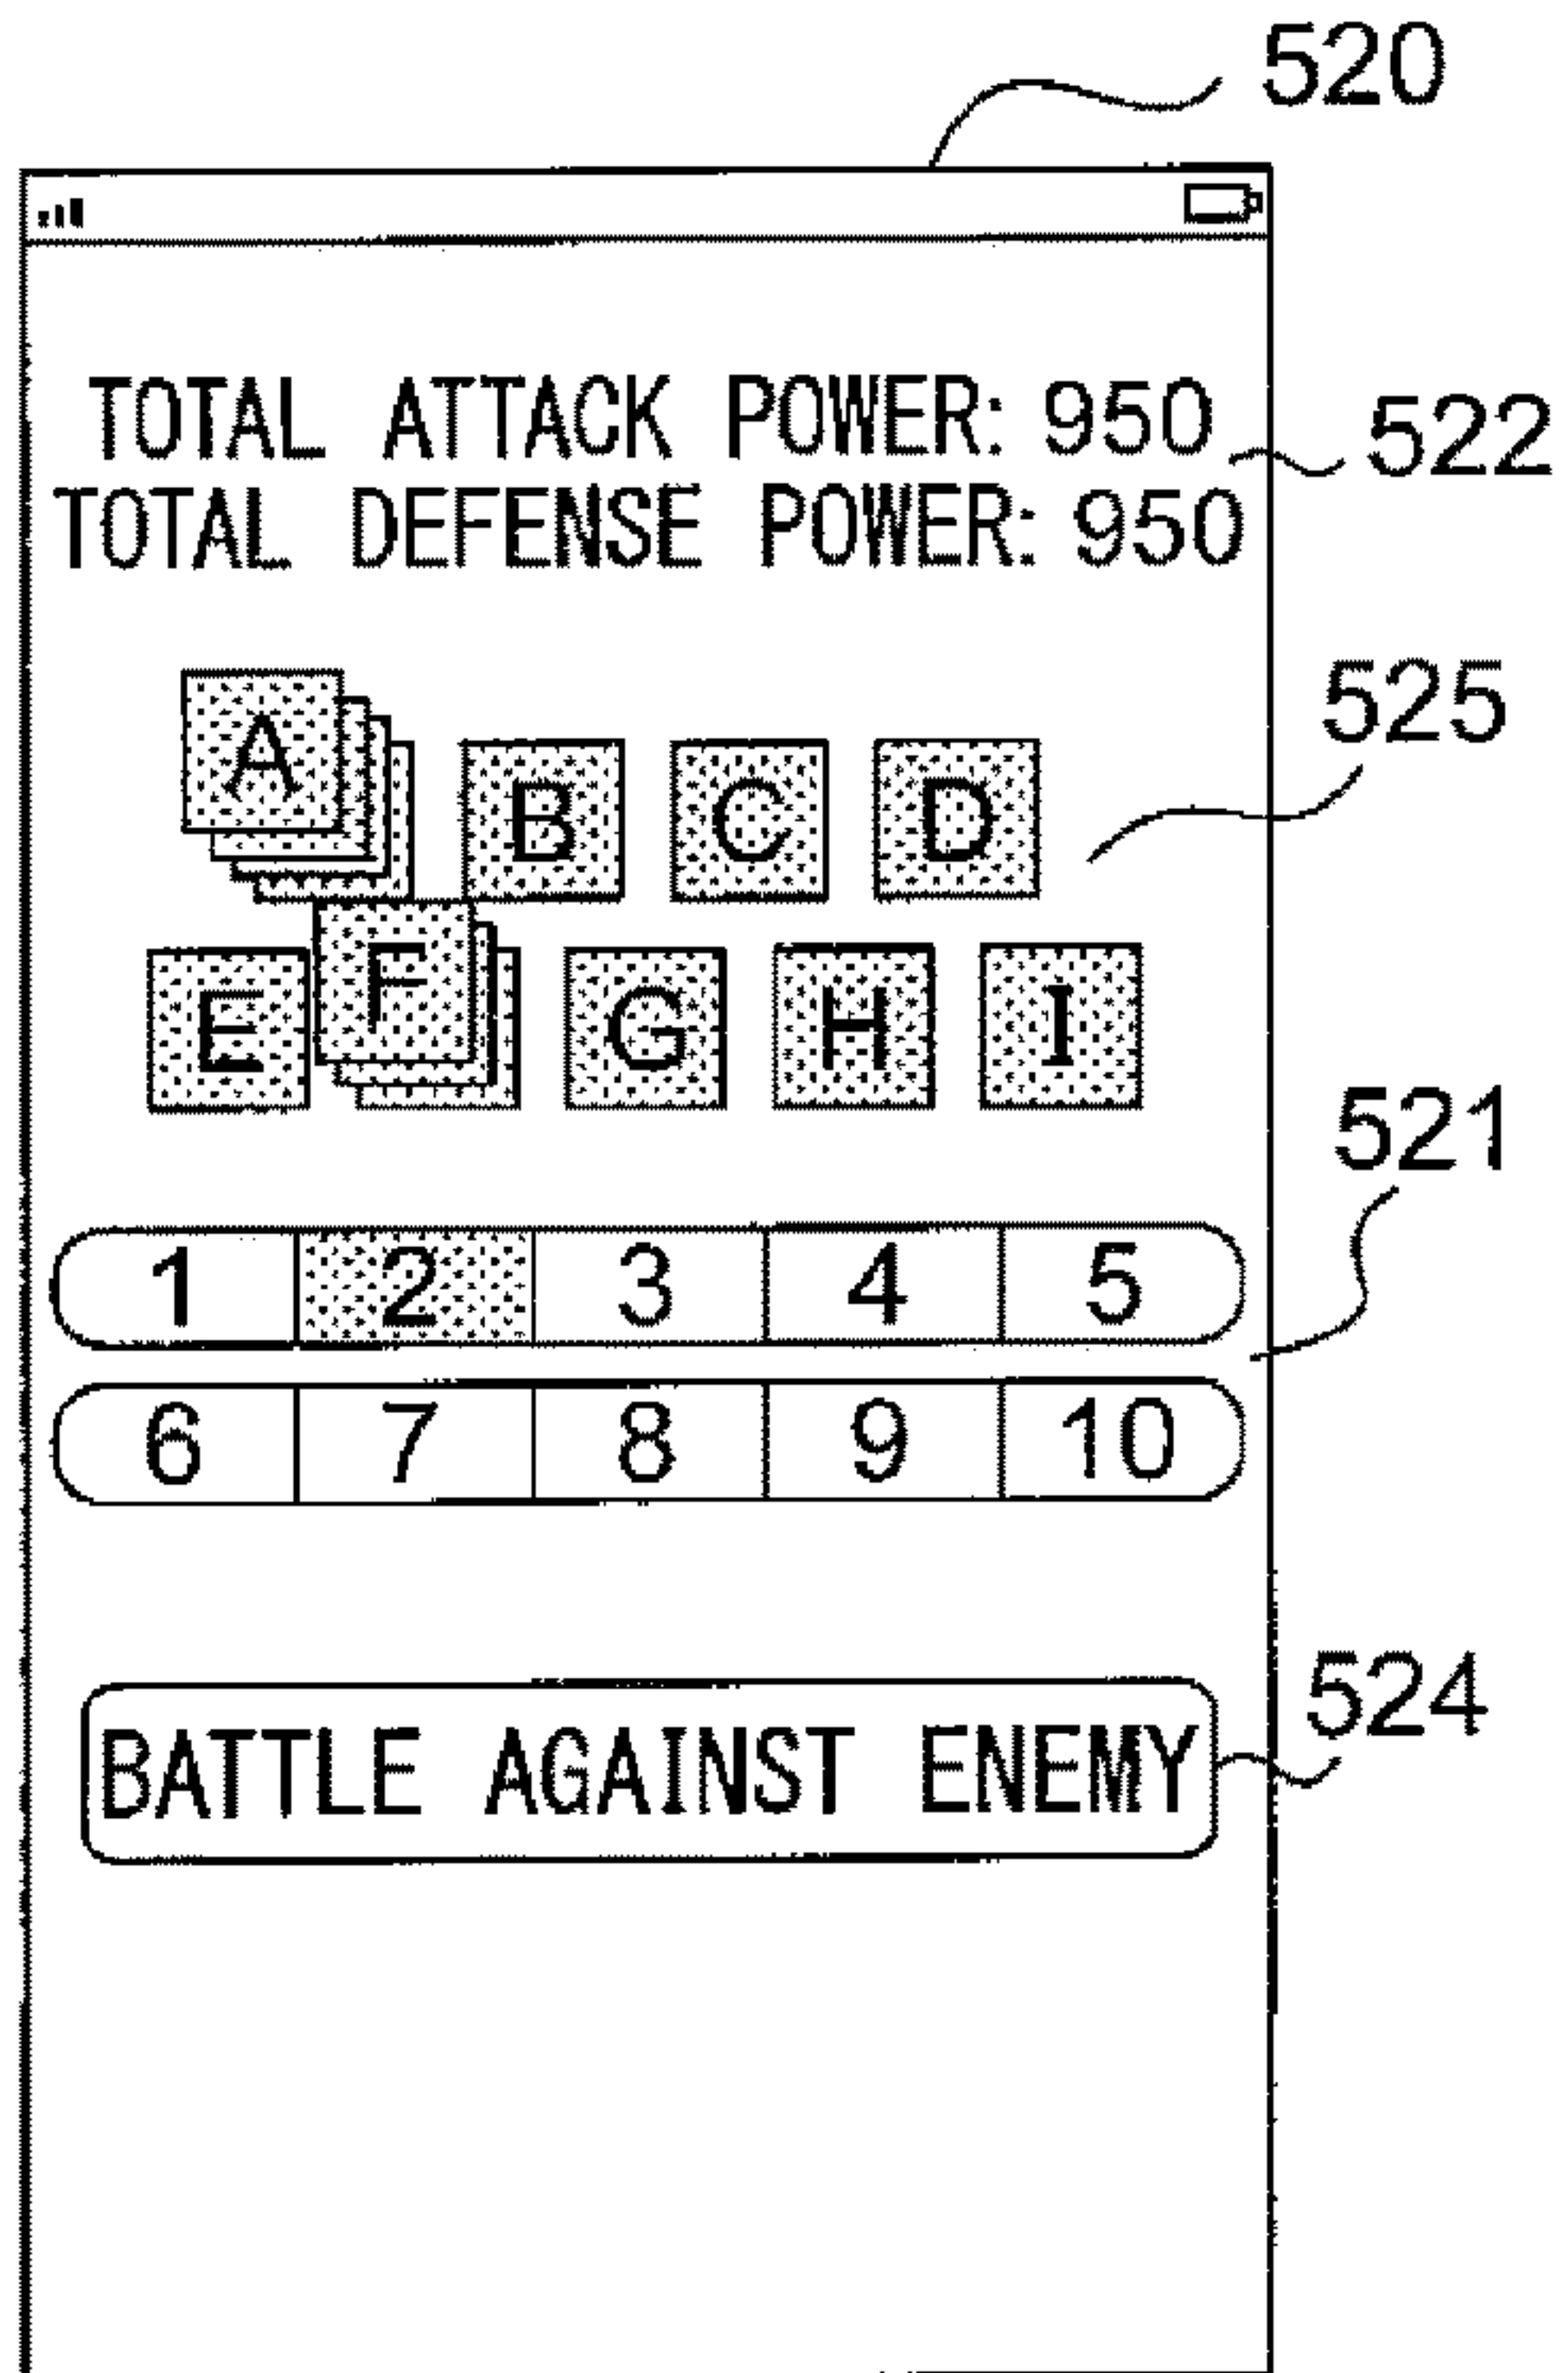 520
TOTAL ATTACK POWER: 950
522
TOTAL DEFENSE POWER: 950
525
A B C D
E F G H I
521
1 2 3 4 5
6 7 8 9 10
524
BATTLE AGAINST ENEMY